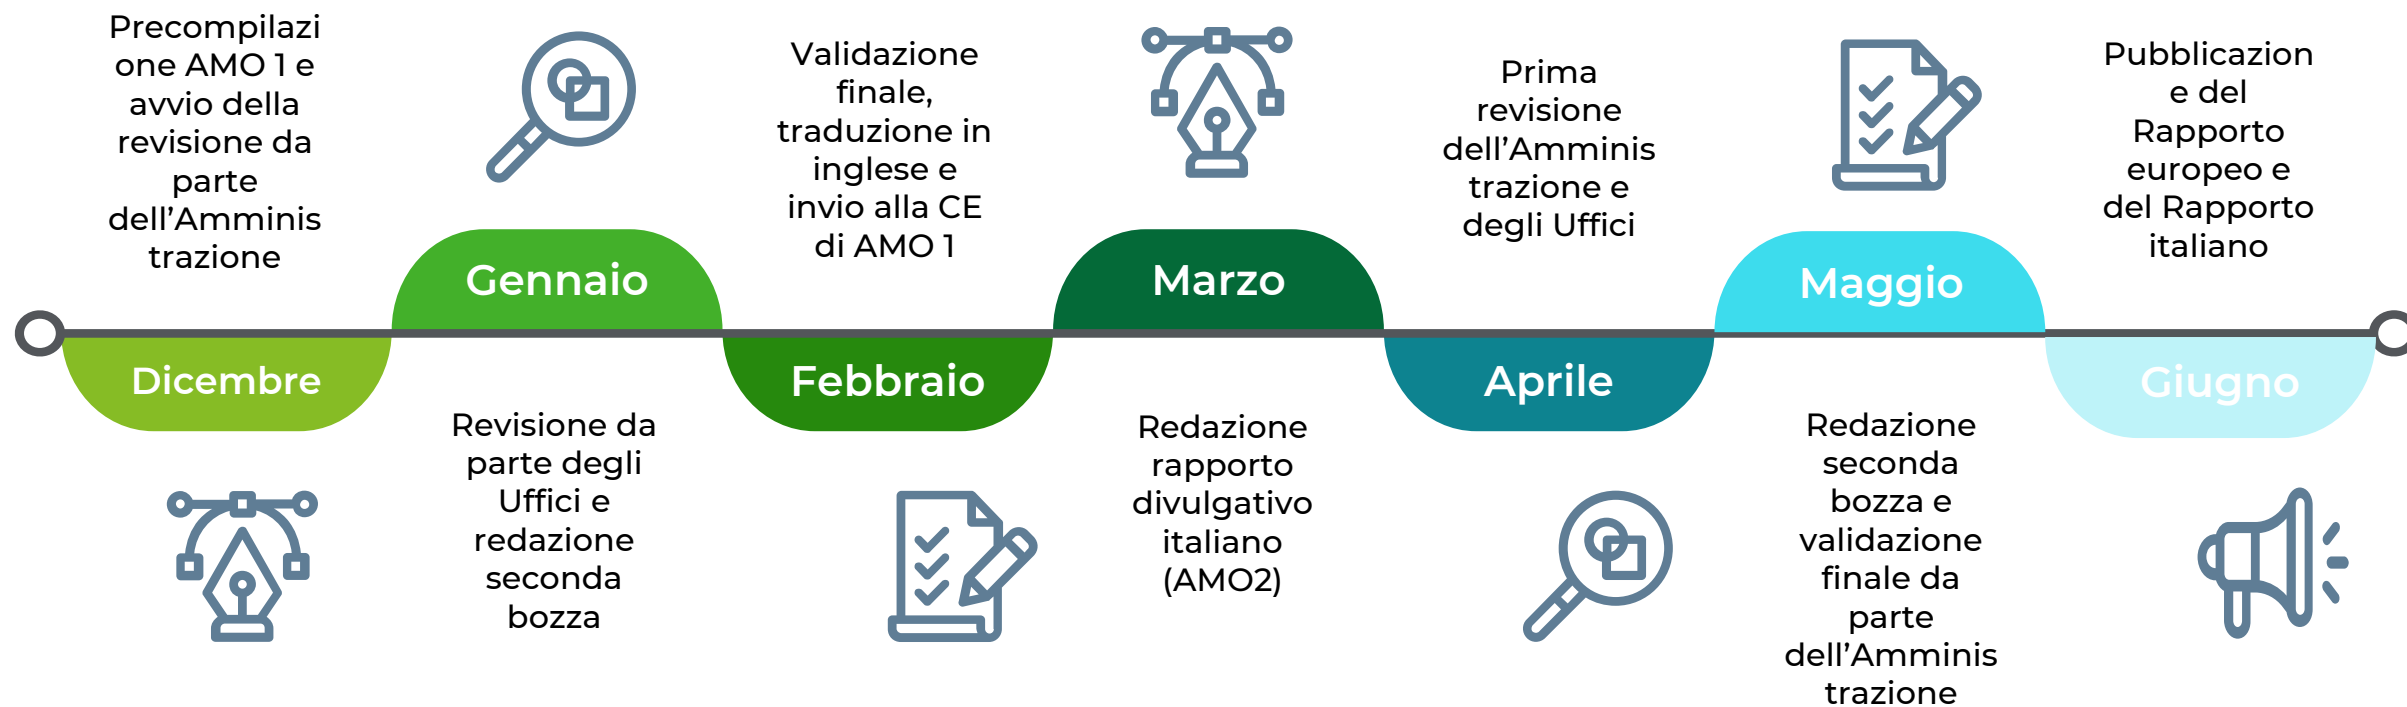 Precompilazi
one AMO 1 e
avvio della
revisione da
parte
dell’Amminis
trazione
Dicembre
Gennaio
Revisione da
parte degli
Uffici e
redazione
seconda
bozza
Validazione
finale,
traduzione in
inglese e
invio alla CE
di AMO 1
Febbraio
Marzo
Redazione
rapporto
divulgativo
italiano
(AMO2)
Prima
revisione
dell’Amminis
trazione e
degli Uffici
Aprile
Maggio
Redazione
seconda
bozza e
validazione
finale da
parte
dell’Amminis
trazione
Pubblicazion
e del
Rapporto
europeo e
del Rapporto
italiano
Giugno